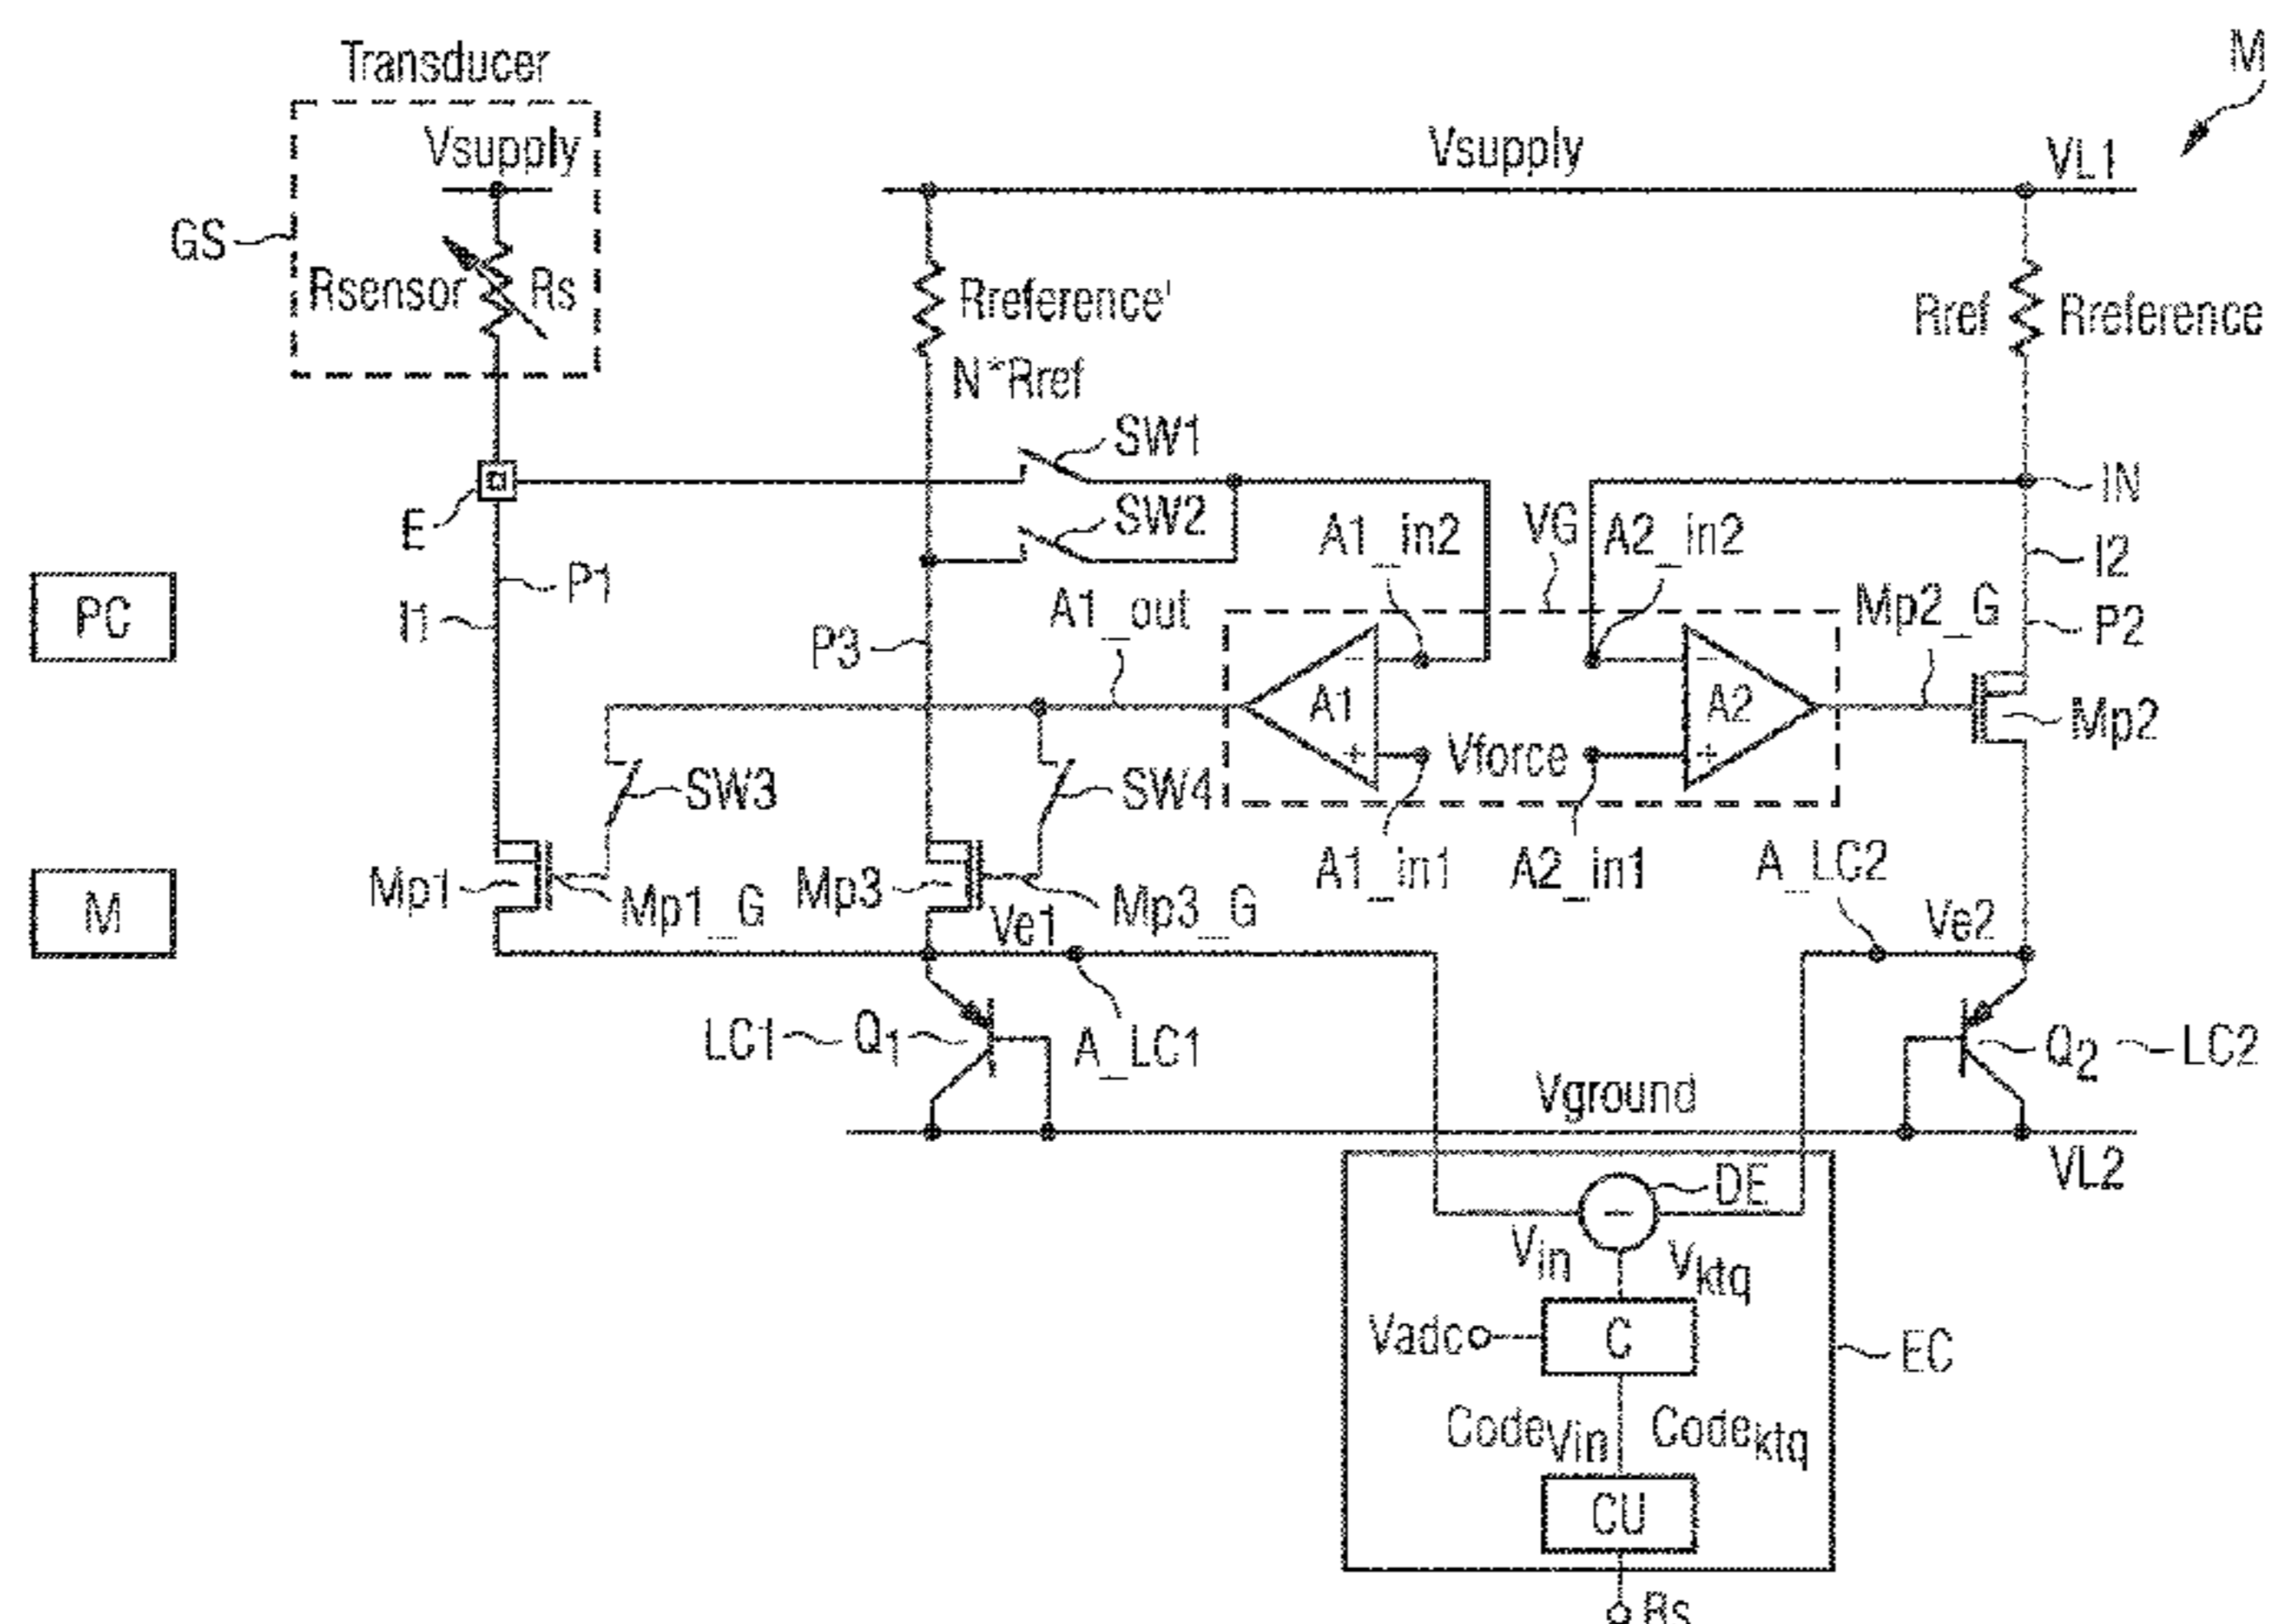 Transducer
M
Vsupply
Vsupply
VL1
GS
Rsensor
Rs
Rreference'
Rref
Rreference
N*Rref
SW1
IN
E
SW2
VG
A1_in2
A2_in2
I2
PC
I1
P1
A1_out
Mp2_G
P2
P3
−
−
A1
A2
Mp2
SW3
SW4
+
Vforce
+
M
Mp1
Mp1_G
Mp3
Mp3_G
A1_in1
A2_in1
A_LC2
Ve1
Ve2
LC1
Q1
A_LC1
Q2
LC2
Vground
VL2
DE
−
Vin
Vktq
Vadc
C
EC
CodeVin
Codektq
CU
Rs